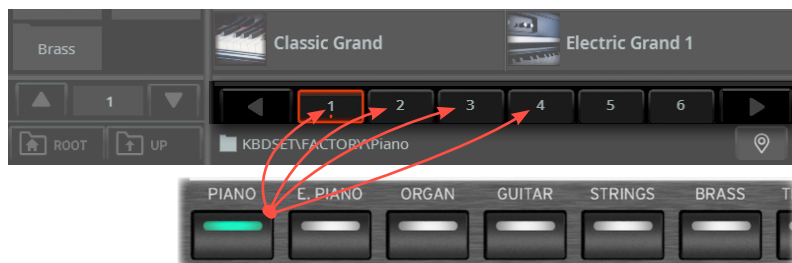 Brass
Classic Grand
Electric Grand 1
1
1
2
3
4
5
6
ROOT
UP
KBDSET\FACTORY\Piano
PIANO
E. PIANO
ORGAN
GUITAR
STRINGS
BRASS